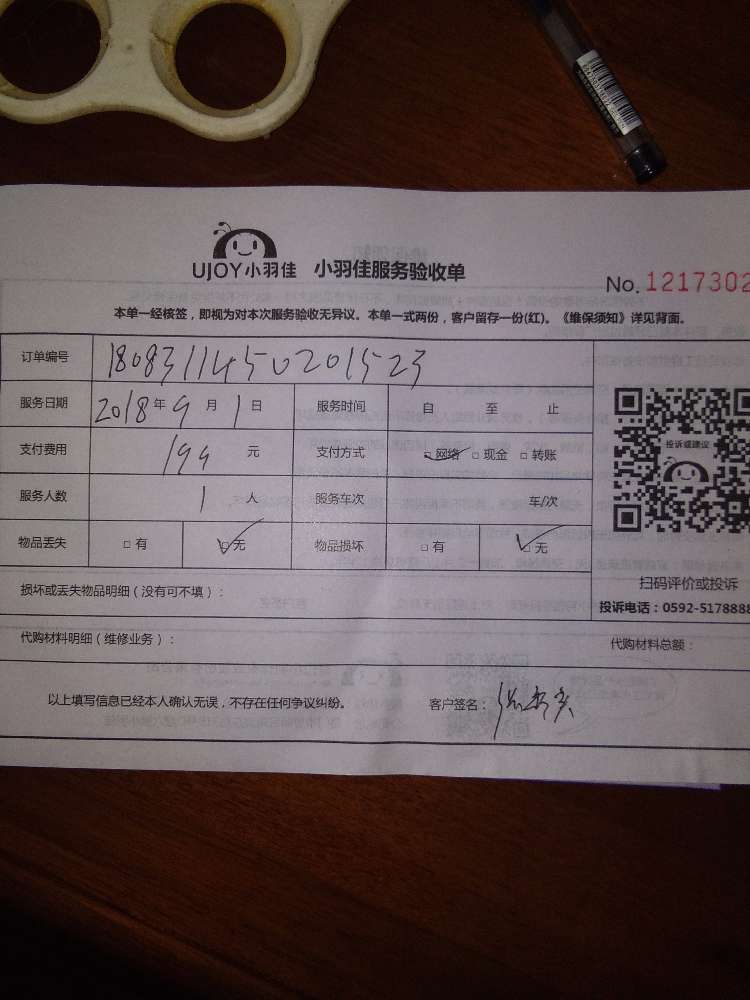 UJOY小羽佳 小羽佳服务验收单
No. 1217302
本单一经核签，即视为对本次服务验收无异议。本单一式两份，客户留存一份(红)。《维保须知》详见背面。
订单编号 1808311450201523
服务日期 2018年9月1日 服务时间 自 至 止
支付费用 199 元 支付方式 □网络 □现金 □转账
投诉或建议
服务人数 1 人 服务车次 车/次
物品丢失 □有 □无 物品损坏 □有 □无
扫码评价或投诉
损坏或丢失物品明细（没有可不填）：
投诉电话：0592-5178888
代购材料明细（维修业务）：
代购材料总额：
以上填写信息已经本人确认无误，不存在任何争议纠纷。 客户签名：